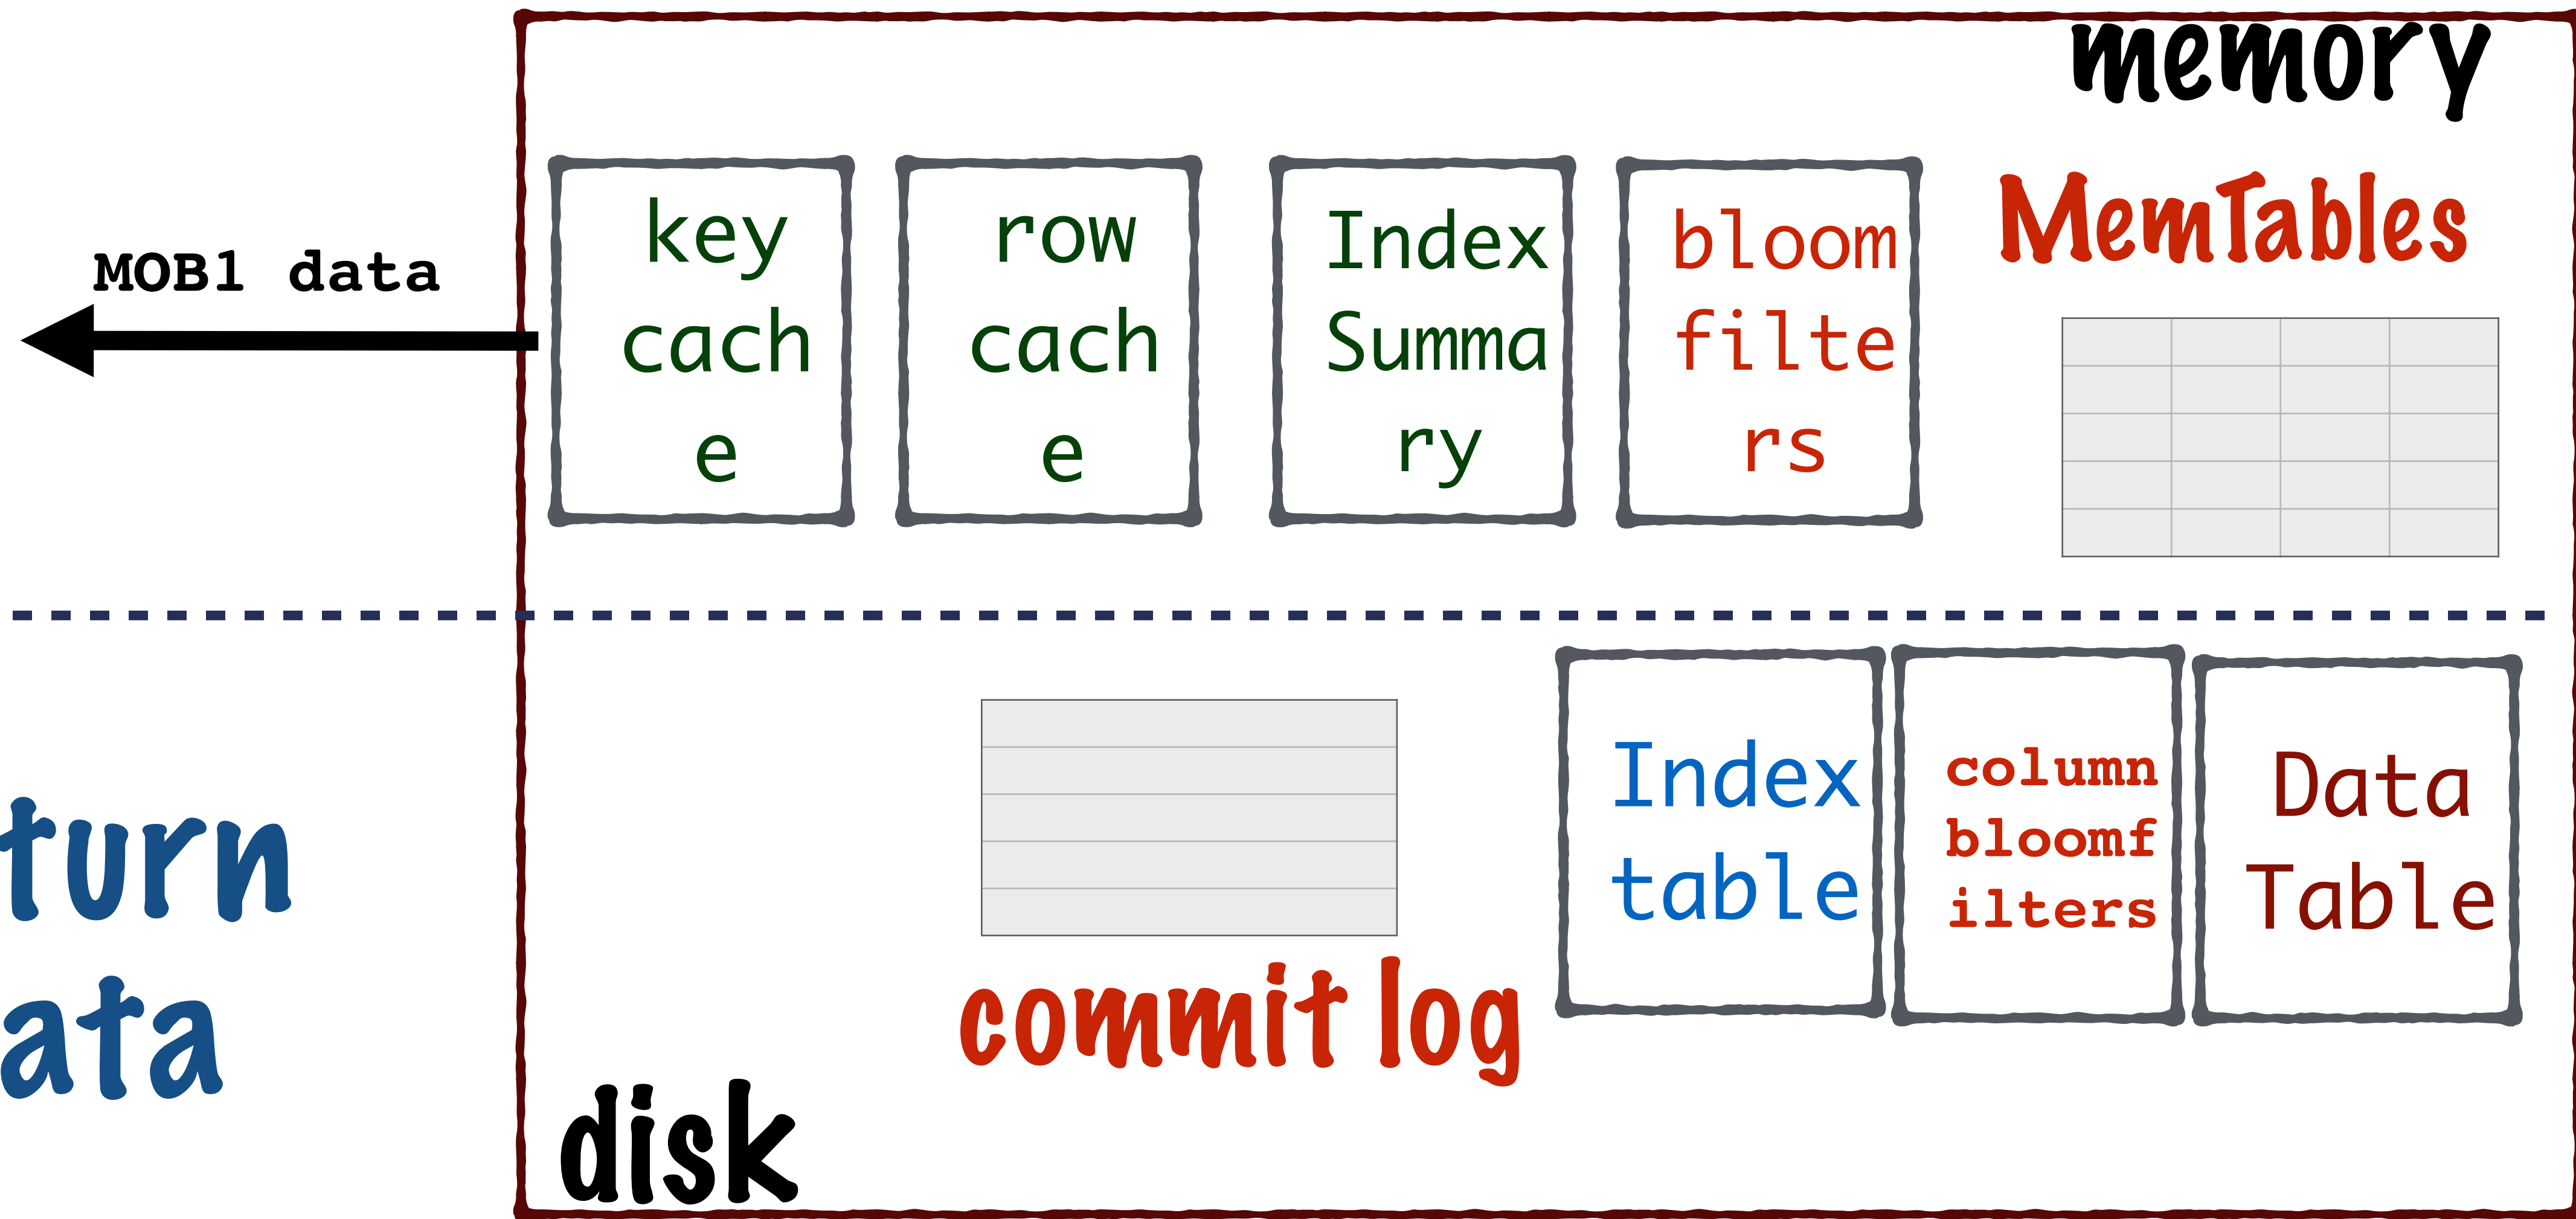 memory
MOB1 data
key
cach
e
row
cach
e
Index
Summa
ry
bloom
filte
rs
MemTables
turn
ata
commit log
Index
table
column
bloomf
ilters
Data
Table
disk